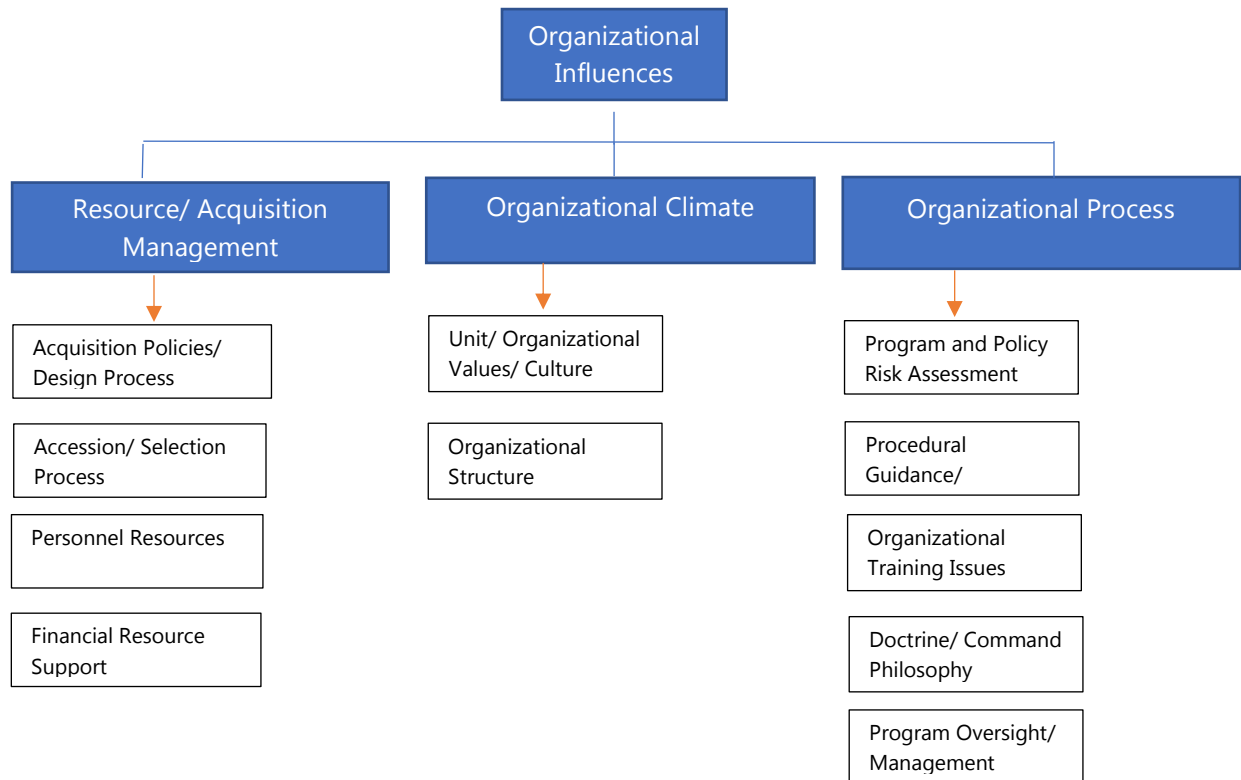 Organizational
Influences
Resource/ Acquisition
Management
Organizational Climate
Organizational Process
Acquisition Policies/
Design Process
Accession/ Selection
Process
Personnel Resources
Financial Resource
Support
Unit/ Organizational
Values/ Culture
Organizational
Structure
Program and Policy
Risk Assessment
Procedural
Guidance/
Organizational
Training Issues
Doctrine/ Command
Philosophy
Program Oversight/
Management